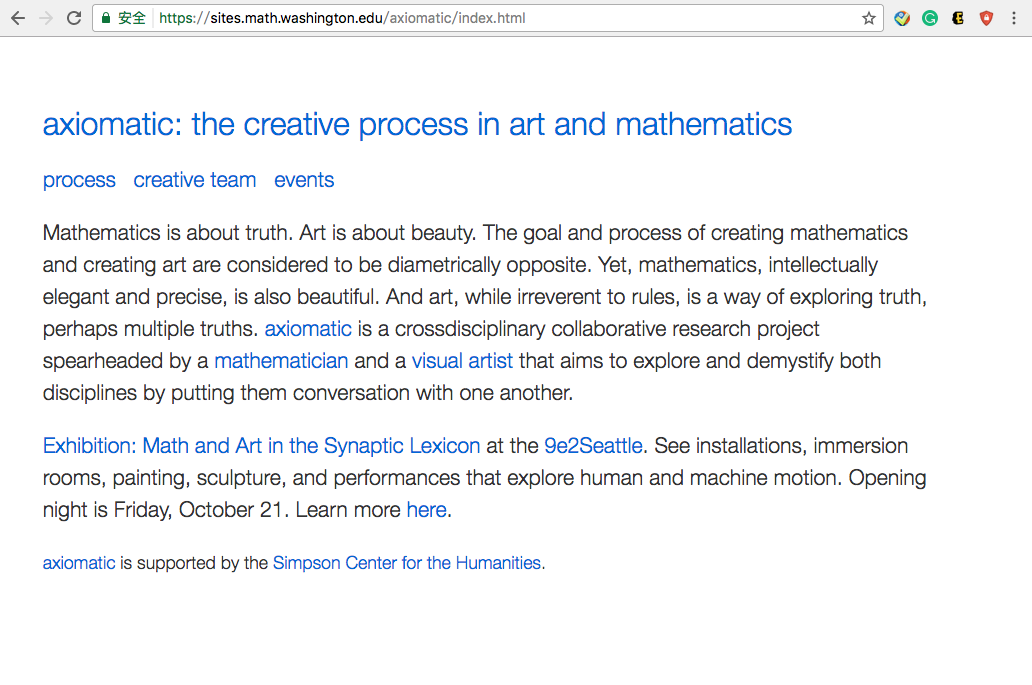 安全 https://sites.math.washington.edu/axiomatic/index.html
axiomatic: the creative process in art and mathematics
process creative team events
Mathematics is about truth. Art is about beauty. The goal and process of creating mathematics
and creating art are considered to be diametrically opposite. Yet, mathematics, intellectually
elegant and precise, is also beautiful. And art, while irreverent to rules, is a way of exploring truth,
perhaps multiple truths. axiomatic is a crossdisciplinary collaborative research project
spearheaded by a mathematician and a visual artist that aims to explore and demystify both
disciplines by putting them conversation with one another.
Exhibition: Math and Art in the Synaptic Lexicon at the 9e2Seattle. See installations, immersion
rooms, painting, sculpture, and performances that explore human and machine motion. Opening
night is Friday, October 21. Learn more here.
axiomatic is supported by the Simpson Center for the Humanities.